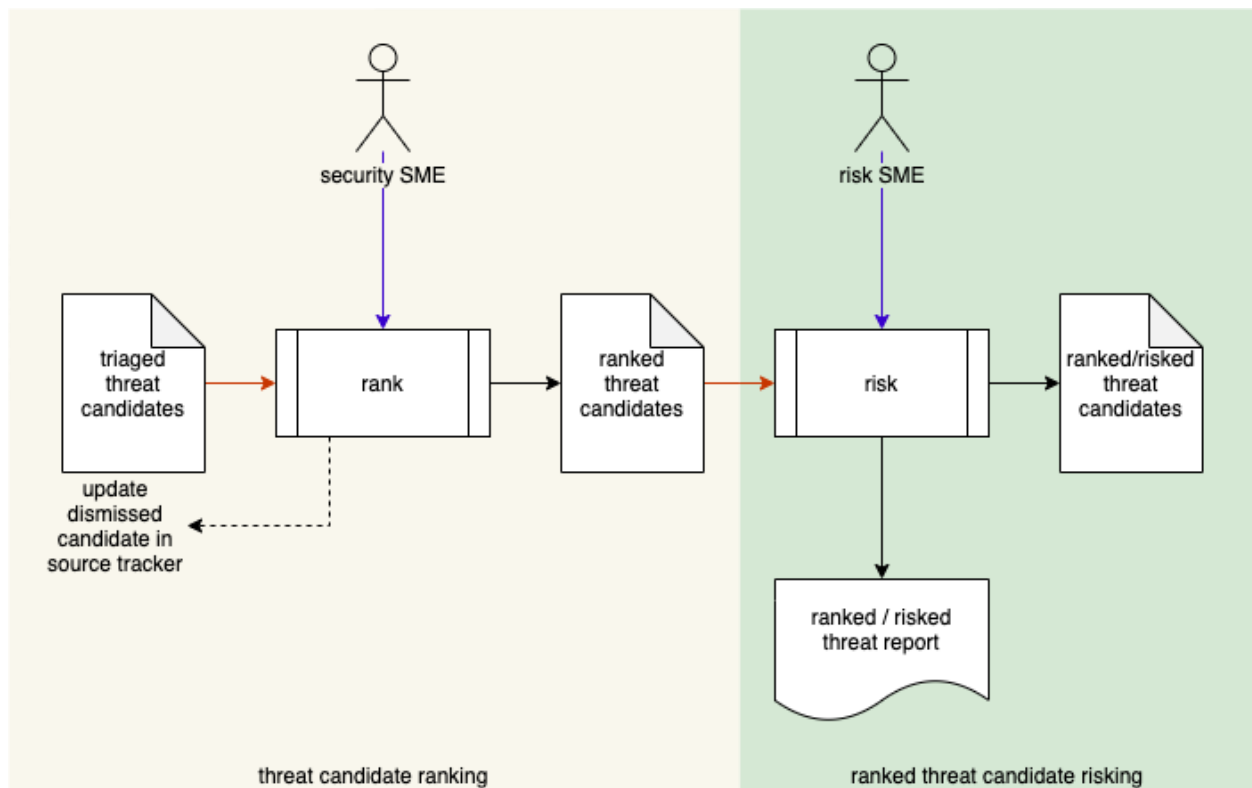 security SME
risk SME
triaged
threat
candidates
rank
ranked
threat
candidates
risk
ranked/risked
threat
candidates
update
dismissed
candidate in
source tracker
ranked / risked
threat report
threat candidate ranking
ranked threat candidate risking